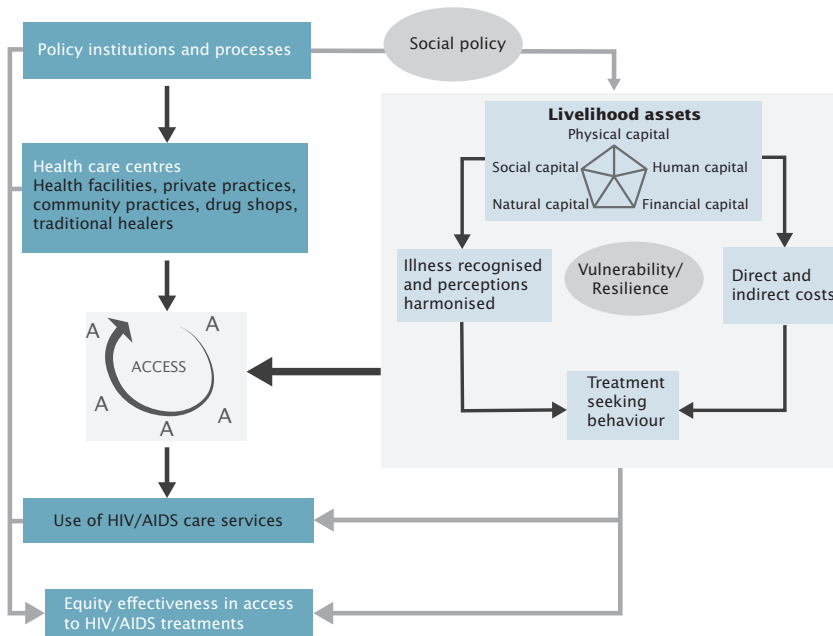 Policy institutions and processes
Social policy
Livelihood assets
Physical capital
Social capital
Human capital
Natural capital
Financial capital
Health care centres
Health facilities, private practices,
community practices, drug shops,
traditional healers
Illness recognised
and perceptions
harmonised
Vulnerability/
Resilience
Direct and
indirect costs
A
A
ACCESS
A
A
A
Treatment
seeking
behaviour
Use of HIV/AIDS care services
Equity effectiveness in access
to HIV/AIDS treatments